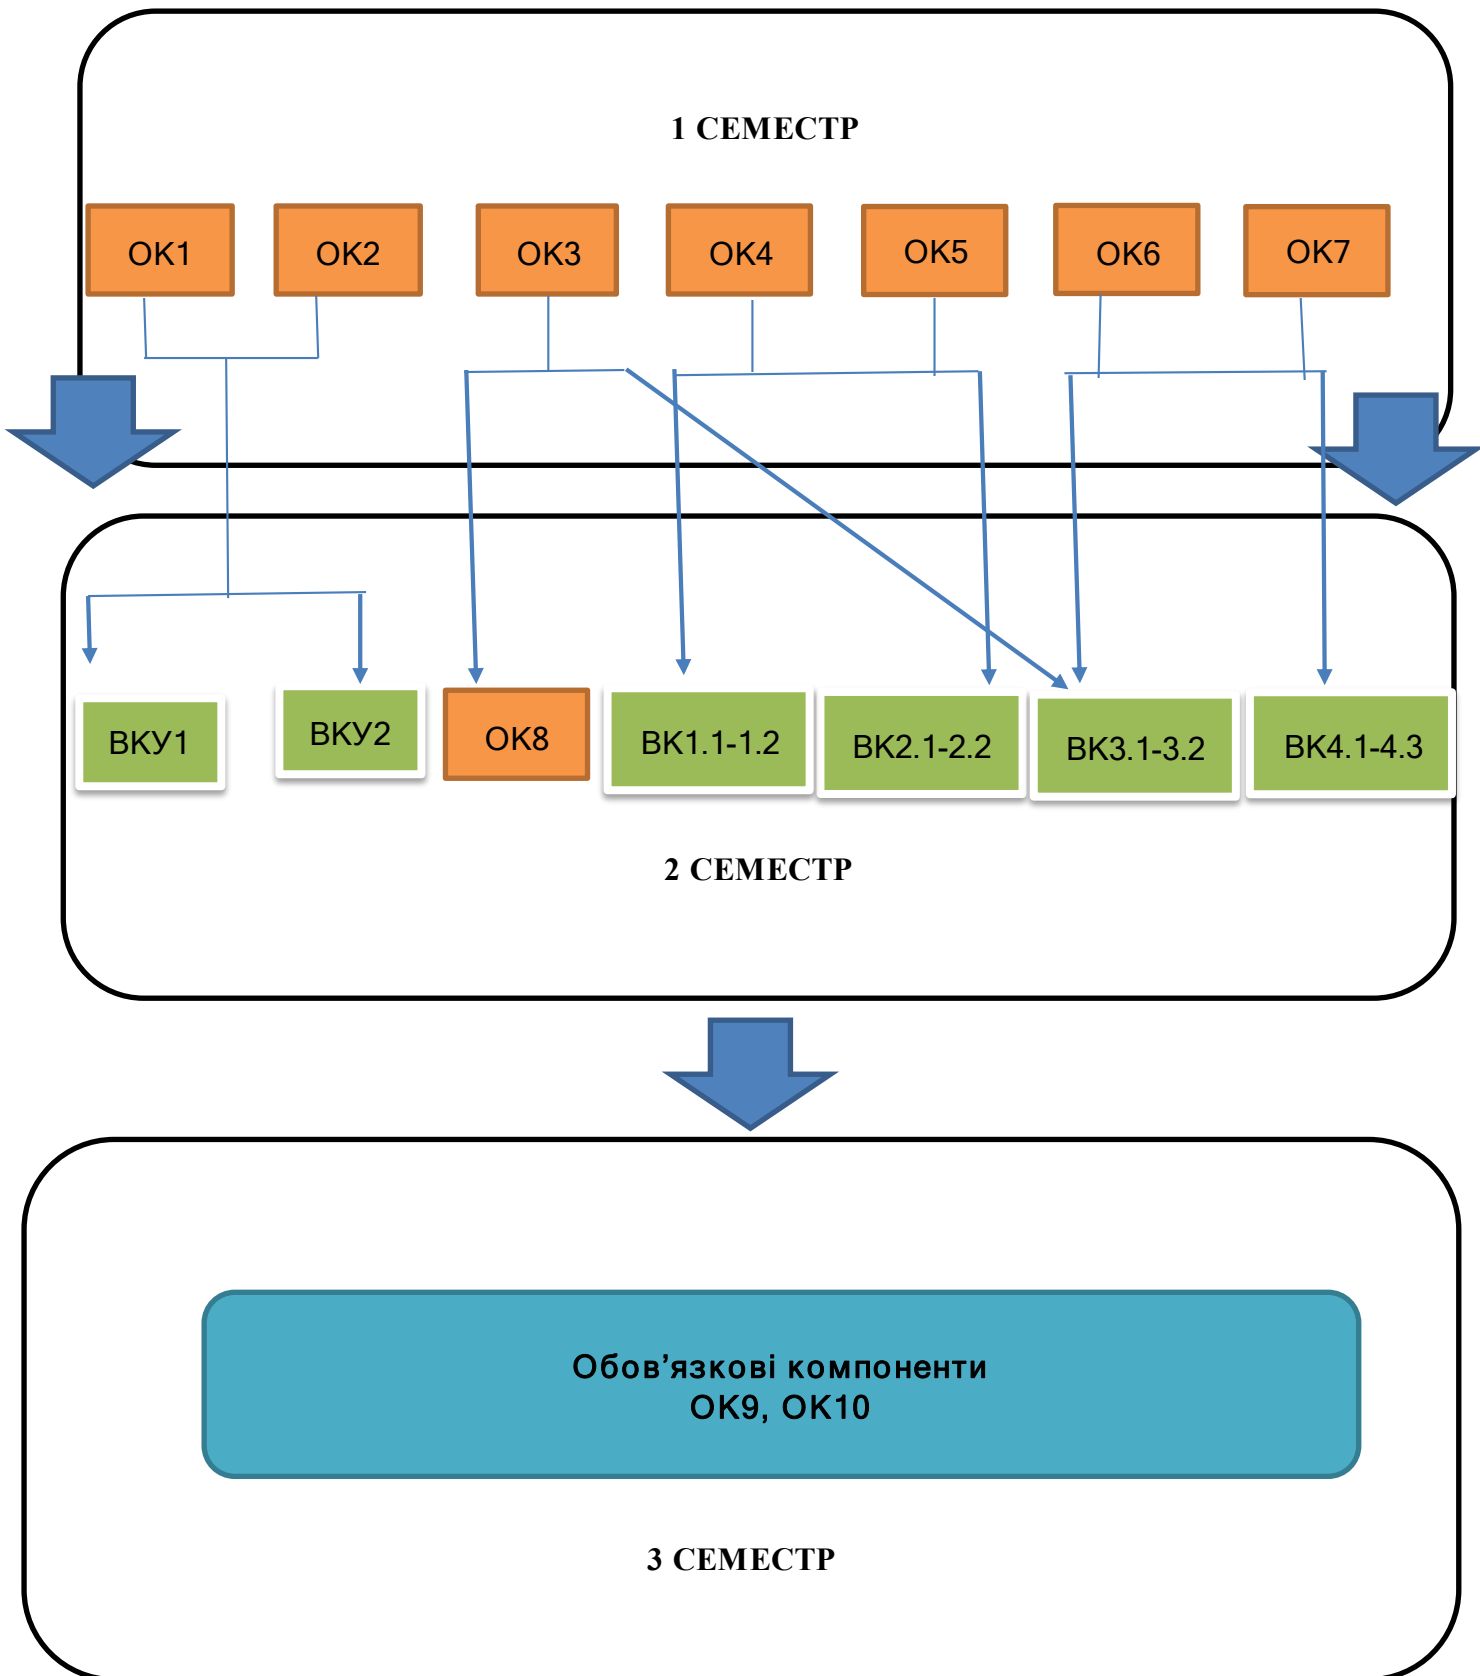 1 СЕМЕСТР
ОК1 ОК2 ОК3 ОК4 ОК5 ОК6 ОК7
ВКУ1 ВКУ2 ОК8 ВК1.1-1.2 ВК2.1-2.2 ВК3.1-3.2 ВК4.1-4.3
2 СЕМЕСТР
Обов’язкові компоненти
ОК9, ОК10
3 СЕМЕСТР